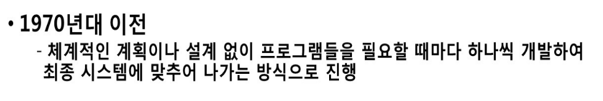 • 1970년대 이전
- 체계적인 계획이나 설계 없이 프로그램들을 필요할 때마다 하나씩 개발하여
최종 시스템에 맞추어 나가는 방식으로 진행